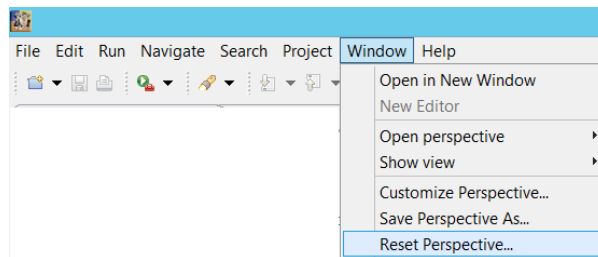 File Edit Run Navigate Search Project Window Help
Open in New Window
New Editor
Open perspective
Show view
Customize Perspective...
Save Perspective As...
Reset Perspective...